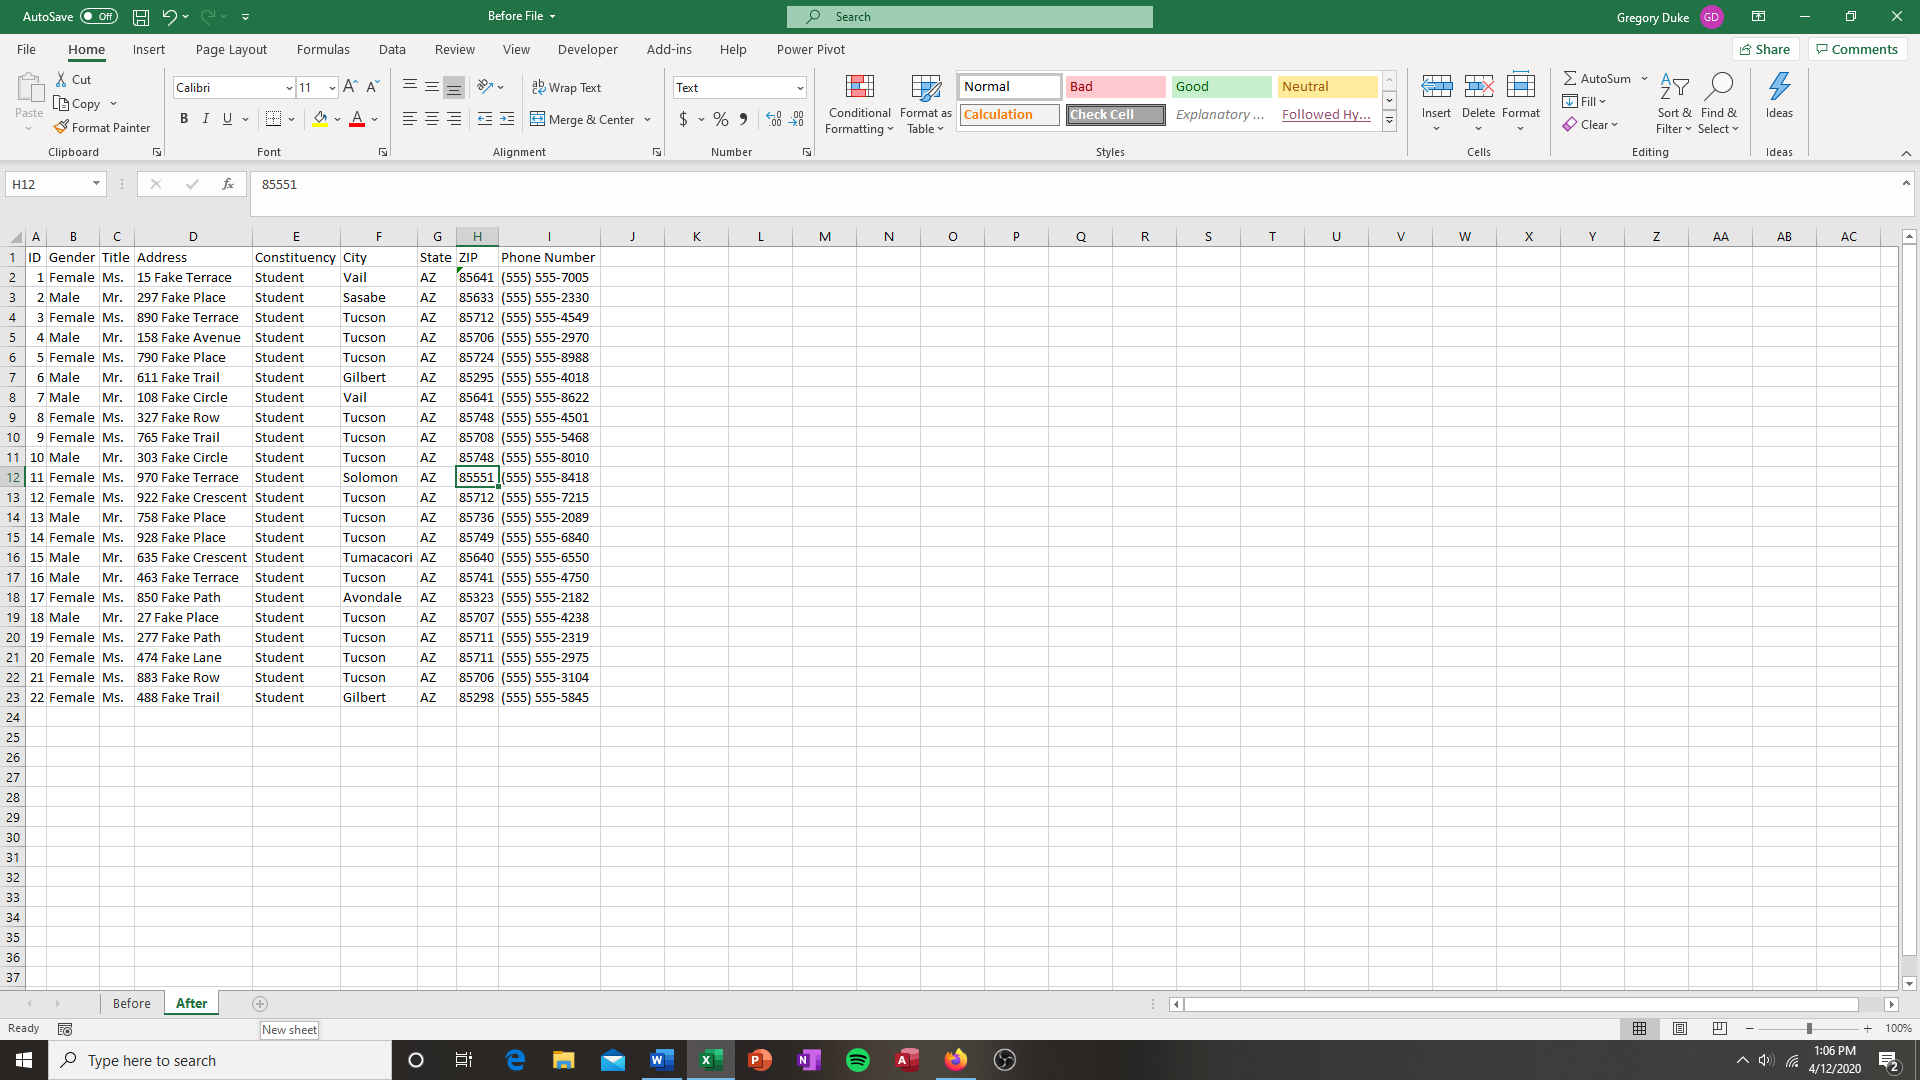 AutoSave Off Before File Search Gregory Duke GD
File Home Insert Page Layout Formulas Data Review View Developer Add-ins Help Power Pivot Share Comments
Paste Cut Copy Format Painter Clipboard
Calibri 11 B I U Font
Wrap Text Merge & Center Alignment
Text $ % Number
Conditional Formatting Format as Table
Normal Bad Good Neutral
Calculation Check Cell Explanatory ... Followed Hy...
Styles
Insert Delete Format Cells
AutoSum Fill Clear Sort & Filter Find & Select Editing
Ideas Ideas
H12 fx 85551
A B C D E F G H I J K L M N O P Q R S T U V W X Y Z AA AB AC
1 ID Gender Title Address Constituency City State ZIP Phone Number
2 1 Female Ms. 15 Fake Terrace Student Vail AZ 85641 (555) 555-7005
3 2 Male Mr. 297 Fake Place Student Sasabe AZ 85633 (555) 555-2330
4 3 Female Ms. 890 Fake Terrace Student Tucson AZ 85712 (555) 555-4549
5 4 Male Mr. 158 Fake Avenue Student Tucson AZ 85706 (555) 555-2970
6 5 Female Ms. 790 Fake Place Student Tucson AZ 85724 (555) 555-8988
7 6 Male Mr. 611 Fake Trail Student Gilbert AZ 85295 (555) 555-4018
8 7 Male Mr. 108 Fake Circle Student Vail AZ 85641 (555) 555-8622
9 8 Female Ms. 327 Fake Row Student Tucson AZ 85748 (555) 555-4501
10 9 Female Ms. 765 Fake Trail Student Tucson AZ 85708 (555) 555-5468
11 10 Male Mr. 303 Fake Circle Student Tucson AZ 85748 (555) 555-8010
12 11 Female Ms. 970 Fake Terrace Student Solomon AZ 85551 (555) 555-8418
13 12 Female Ms. 922 Fake Crescent Student Tucson AZ 85712 (555) 555-7215
14 13 Male Mr. 758 Fake Place Student Tucson AZ 85736 (555) 555-2089
15 14 Female Ms. 928 Fake Place Student Tucson AZ 85749 (555) 555-6840
16 15 Male Mr. 635 Fake Crescent Student Tumacacori AZ 85640 (555) 555-6550
17 16 Male Mr. 463 Fake Terrace Student Tucson AZ 85741 (555) 555-4750
18 17 Female Ms. 850 Fake Path Student Avondale AZ 85323 (555) 555-2182
19 18 Male Mr. 27 Fake Place Student Tucson AZ 85707 (555) 555-4238
20 19 Female Ms. 277 Fake Path Student Tucson AZ 85711 (555) 555-2319
21 20 Female Ms. 474 Fake Lane Student Tucson AZ 85711 (555) 555-2975
22 21 Female Ms. 883 Fake Row Student Tucson AZ 85706 (555) 555-3104
23 22 Female Ms. 488 Fake Trail Student Gilbert AZ 85298 (555) 555-5845
24
25
26
27
28
29
30
31
32
33
34
35
36
37
Before After
Ready New sheet 100%
Type here to search 1:06 PM
4/12/2020 2